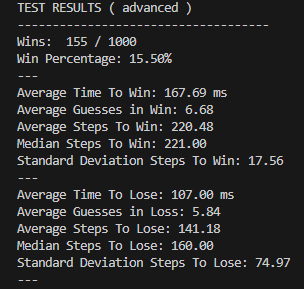 TEST RESULTS ( advanced )
-----------------------------------
Wins:  155 / 1000
Win Percentage: 15.50%
---
Average Time To Win: 167.69 ms
Average Guesses in Win: 6.68
Average Steps To Win: 220.48
Median Steps To Win: 221.00
Standard Deviation Steps To Win: 17.56
---
Average Time To Lose: 107.00 ms
Average Guesses in Loss: 5.84
Average Steps To Lose: 141.18
Median Steps To Lose: 160.00
Standard Deviation Steps To Lose: 74.97
---